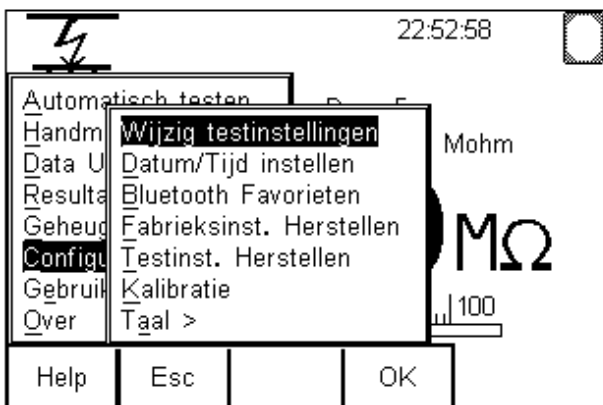 22:52:58
Automatisch testen
Handm
Data U
Resulta
Geheug
Configu
Gebruik
Over
Wijzig testinstellingen
Datum/Tijd instellen
Bluetooth Favorieten
Fabrieksinst. Herstellen
Testinst. Herstellen
Kalibratie
Taal >
Mohm
MΩ
100
Help
Esc
OK